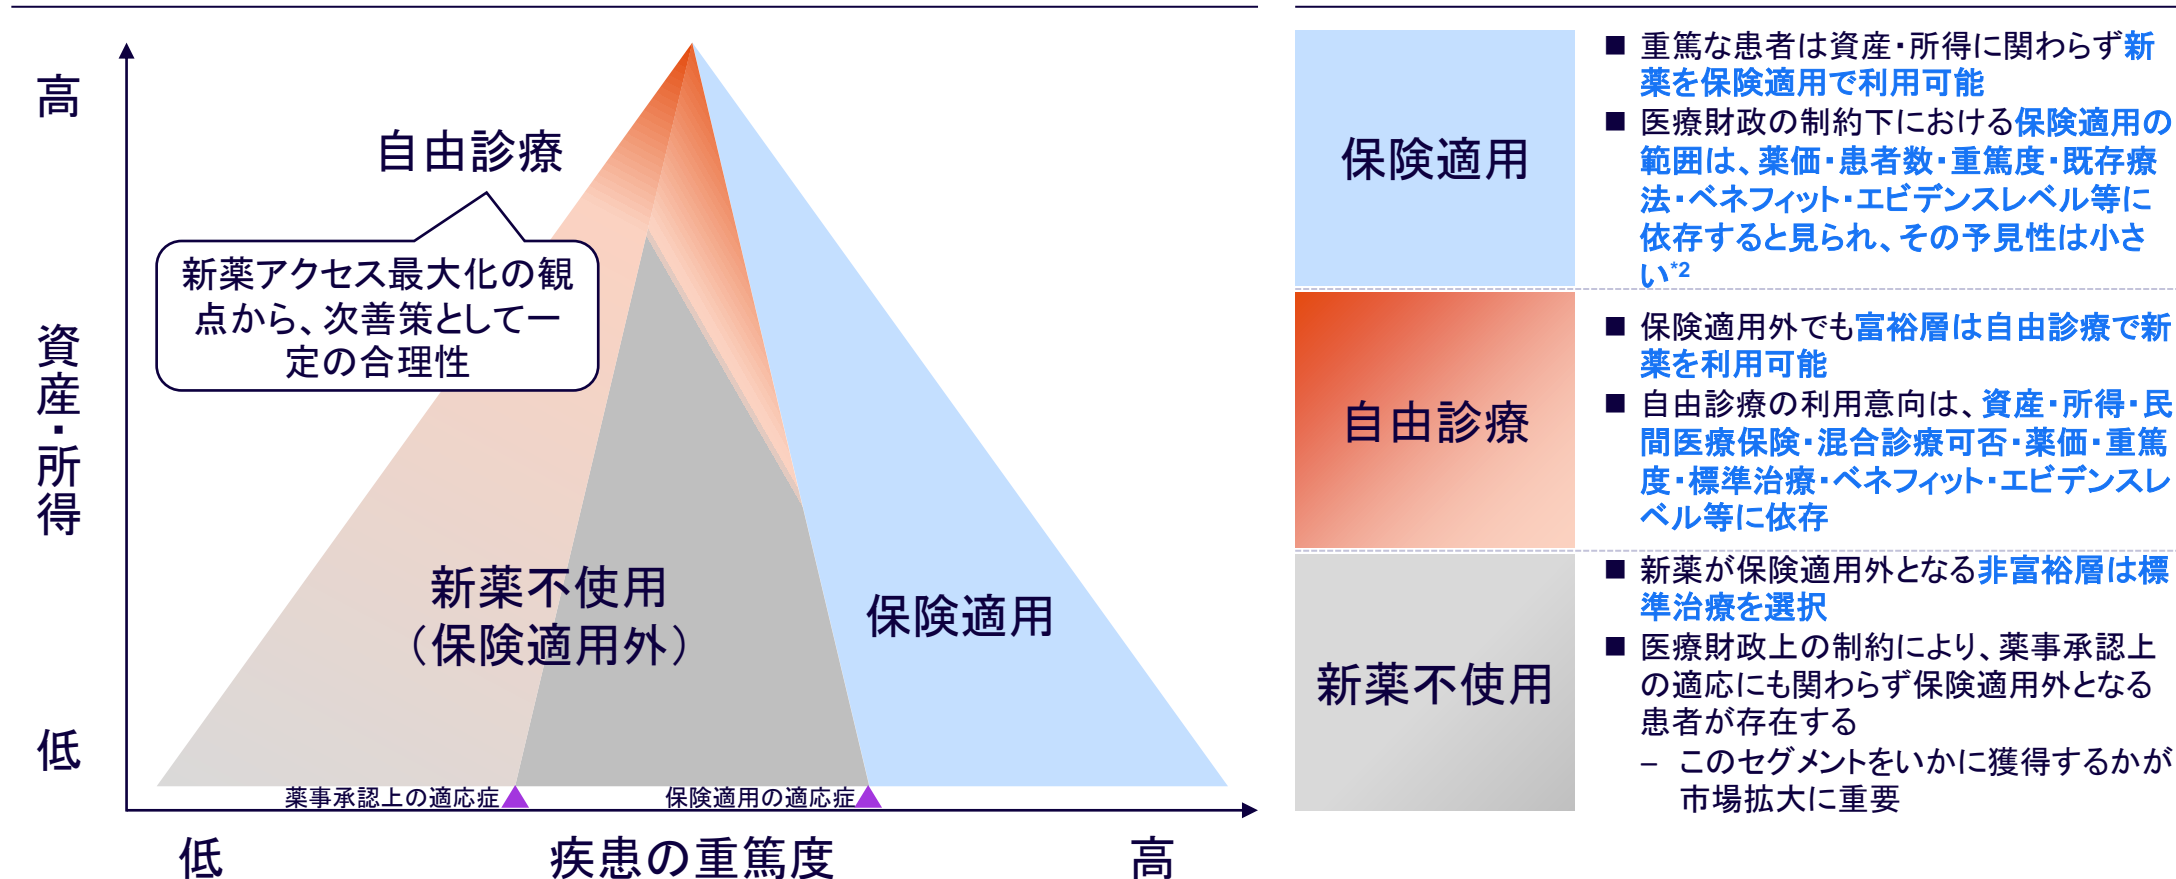 高
資産・所得
低
自由診療
新薬アクセス最大化の観
点から、次善策として一
定の合理性
新薬不使用
（保険適用外）
保険適用
薬事承認上の適応症
保険適用の適応症
低
疾患の重篤度
高
保険適用
■ 重篤な患者は資産・所得に関わらず新
薬を保険適用で利用可能
■ 医療財政の制約下における保険適用の
範囲は、薬価・患者数・重篤度・既存療
法・ベネフィット・エビデンスレベル等に
依存すると見られ、その予見性は小さ
い*2
自由診療
■ 保険適用外でも富裕層は自由診療で新
薬を利用可能
■ 自由診療の利用意向は、資産・所得・民
間医療保険・混合診療可否・薬価・重篤
度・標準治療・ベネフィット・エビデンスレ
ベル等に依存
新薬不使用
■ 新薬が保険適用外となる非富裕層は標
準治療を選択
■ 医療財政上の制約により、薬事承認上
の適応にも関わらず保険適用外となる
患者が存在する
– このセグメントをいかに獲得するかが
市場拡大に重要